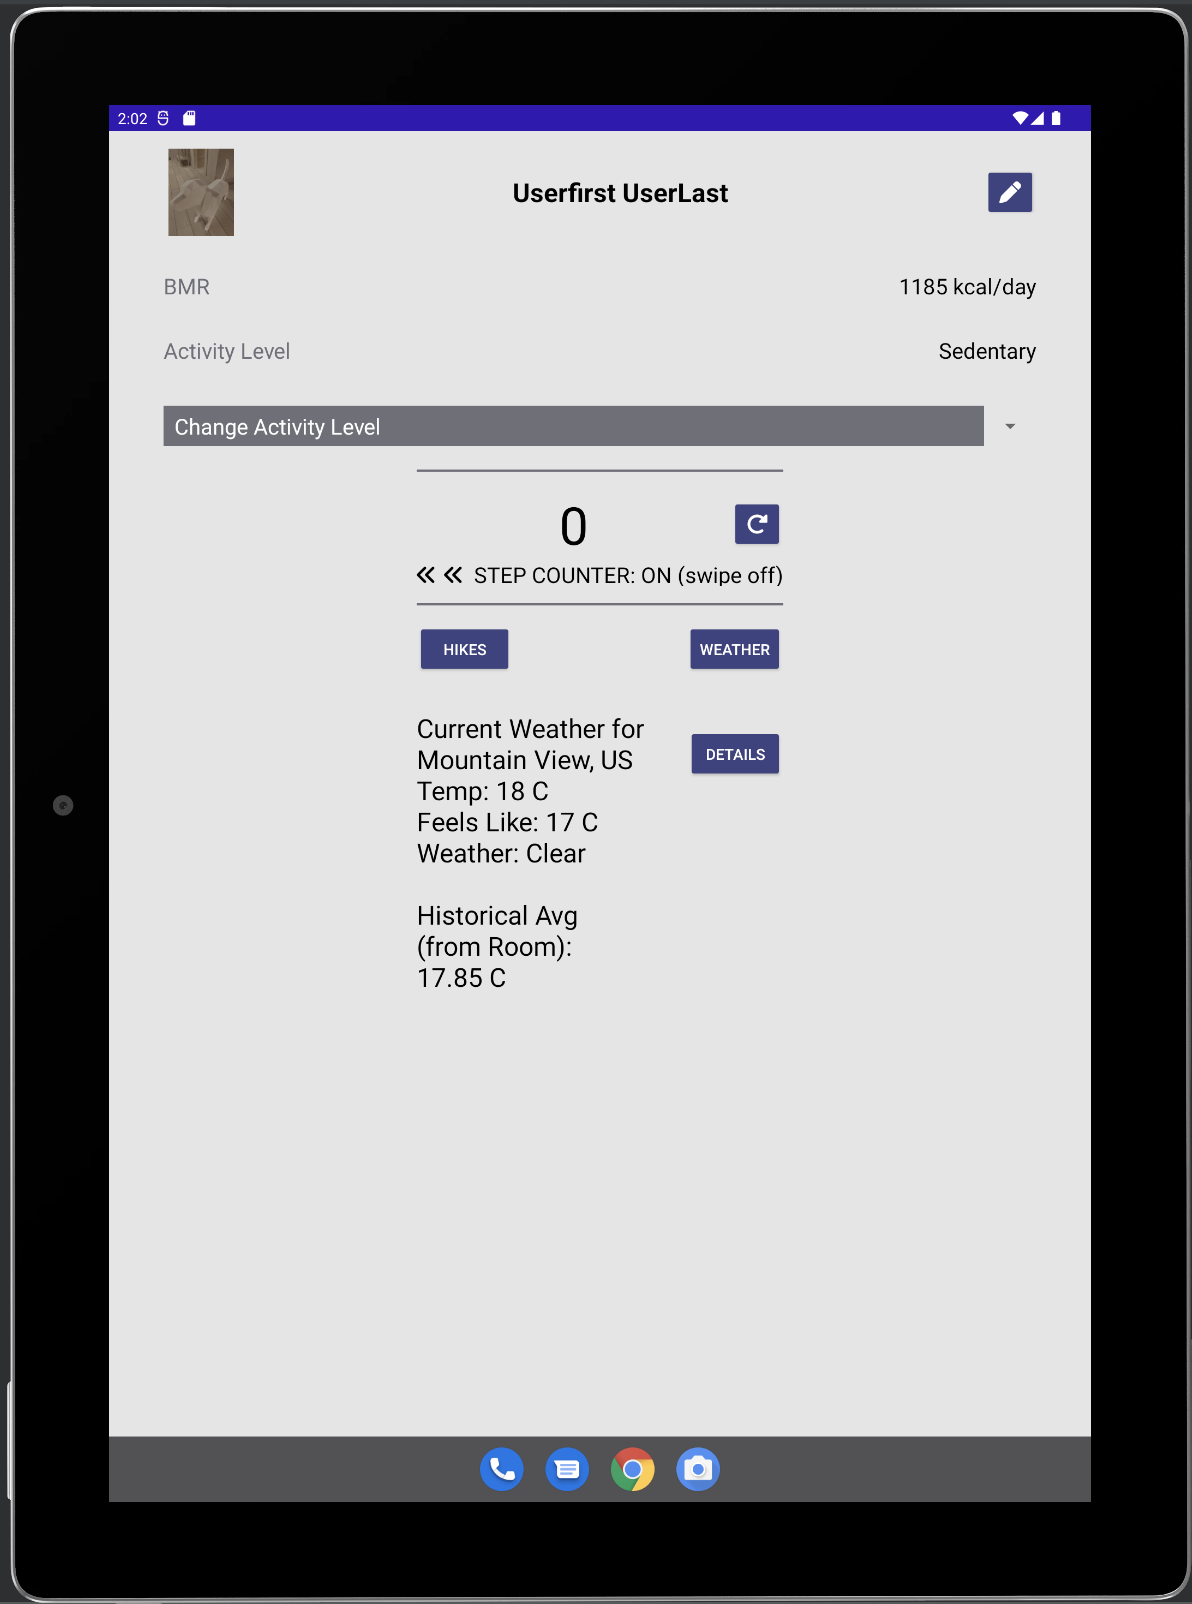 2:02
Userfirst UserLast
BMR
1185 kcal/day
Activity Level
Sedentary
Change Activity Level
0
STEP COUNTER: ON (swipe off)
HIKES
WEATHER
Current Weather for
Mountain View, US
Temp: 18 C
Feels Like: 17 C
Weather: Clear
DETAILS
Historical Avg
(from Room):
17.85 C